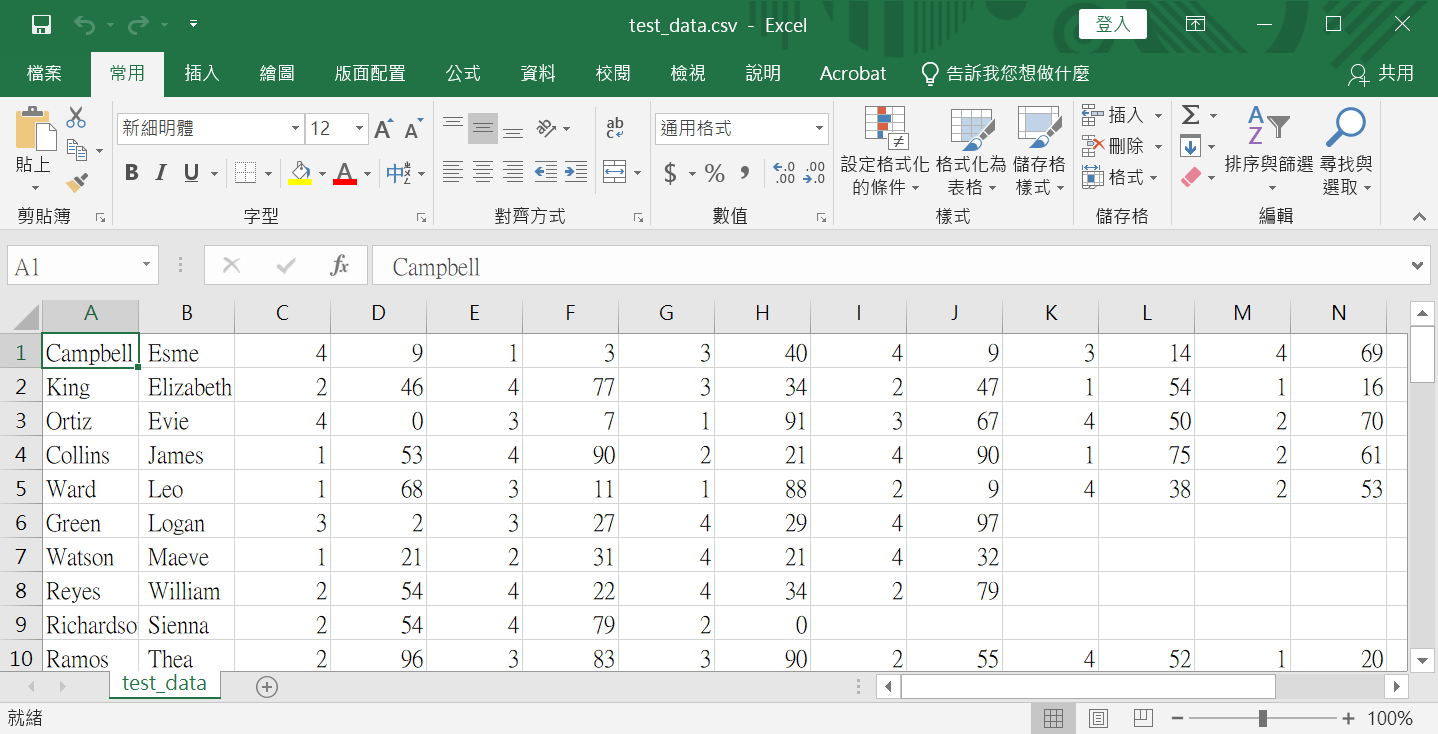 test_data.csv - Excel
登入
檔案 常用 插入 繪圖 版面配置 公式 資料 校閱 檢視 說明 Acrobat 告訴我您想做什麼 共用
貼上
新細明體 12
B I U A 中
ab
c
通用格式
$ % ,
設定格式化
的條件
格式化為
表格
儲存格
樣式
插入
刪除
格式
排序與篩選
尋找與
選取
剪貼簿 字型 對齊方式 數值 樣式 儲存格 編輯
A1 fx Campbell
A B C D E F G H I J K L M N
1 Campbell Esme 4 9 1 3 3 40 4 9 3 14 4 69
2 King Elizabeth 2 46 4 77 3 34 2 47 1 54 1 16
3 Ortiz Evie 4 0 3 7 1 91 3 67 4 50 2 70
4 Collins James 1 53 4 90 2 21 4 90 1 75 2 61
5 Ward Leo 1 68 3 11 1 88 2 9 4 38 2 53
6 Green Logan 3 2 3 27 4 29 4 97
7 Watson Maeve 1 21 2 31 4 21 4 32
8 Reyes William 2 54 4 22 4 34 2 79
9 Richardso Sienna 2 54 4 79 2 0
10 Ramos Thea 2 96 3 83 3 90 2 55 4 52 1 20
test_data
就緒 100%